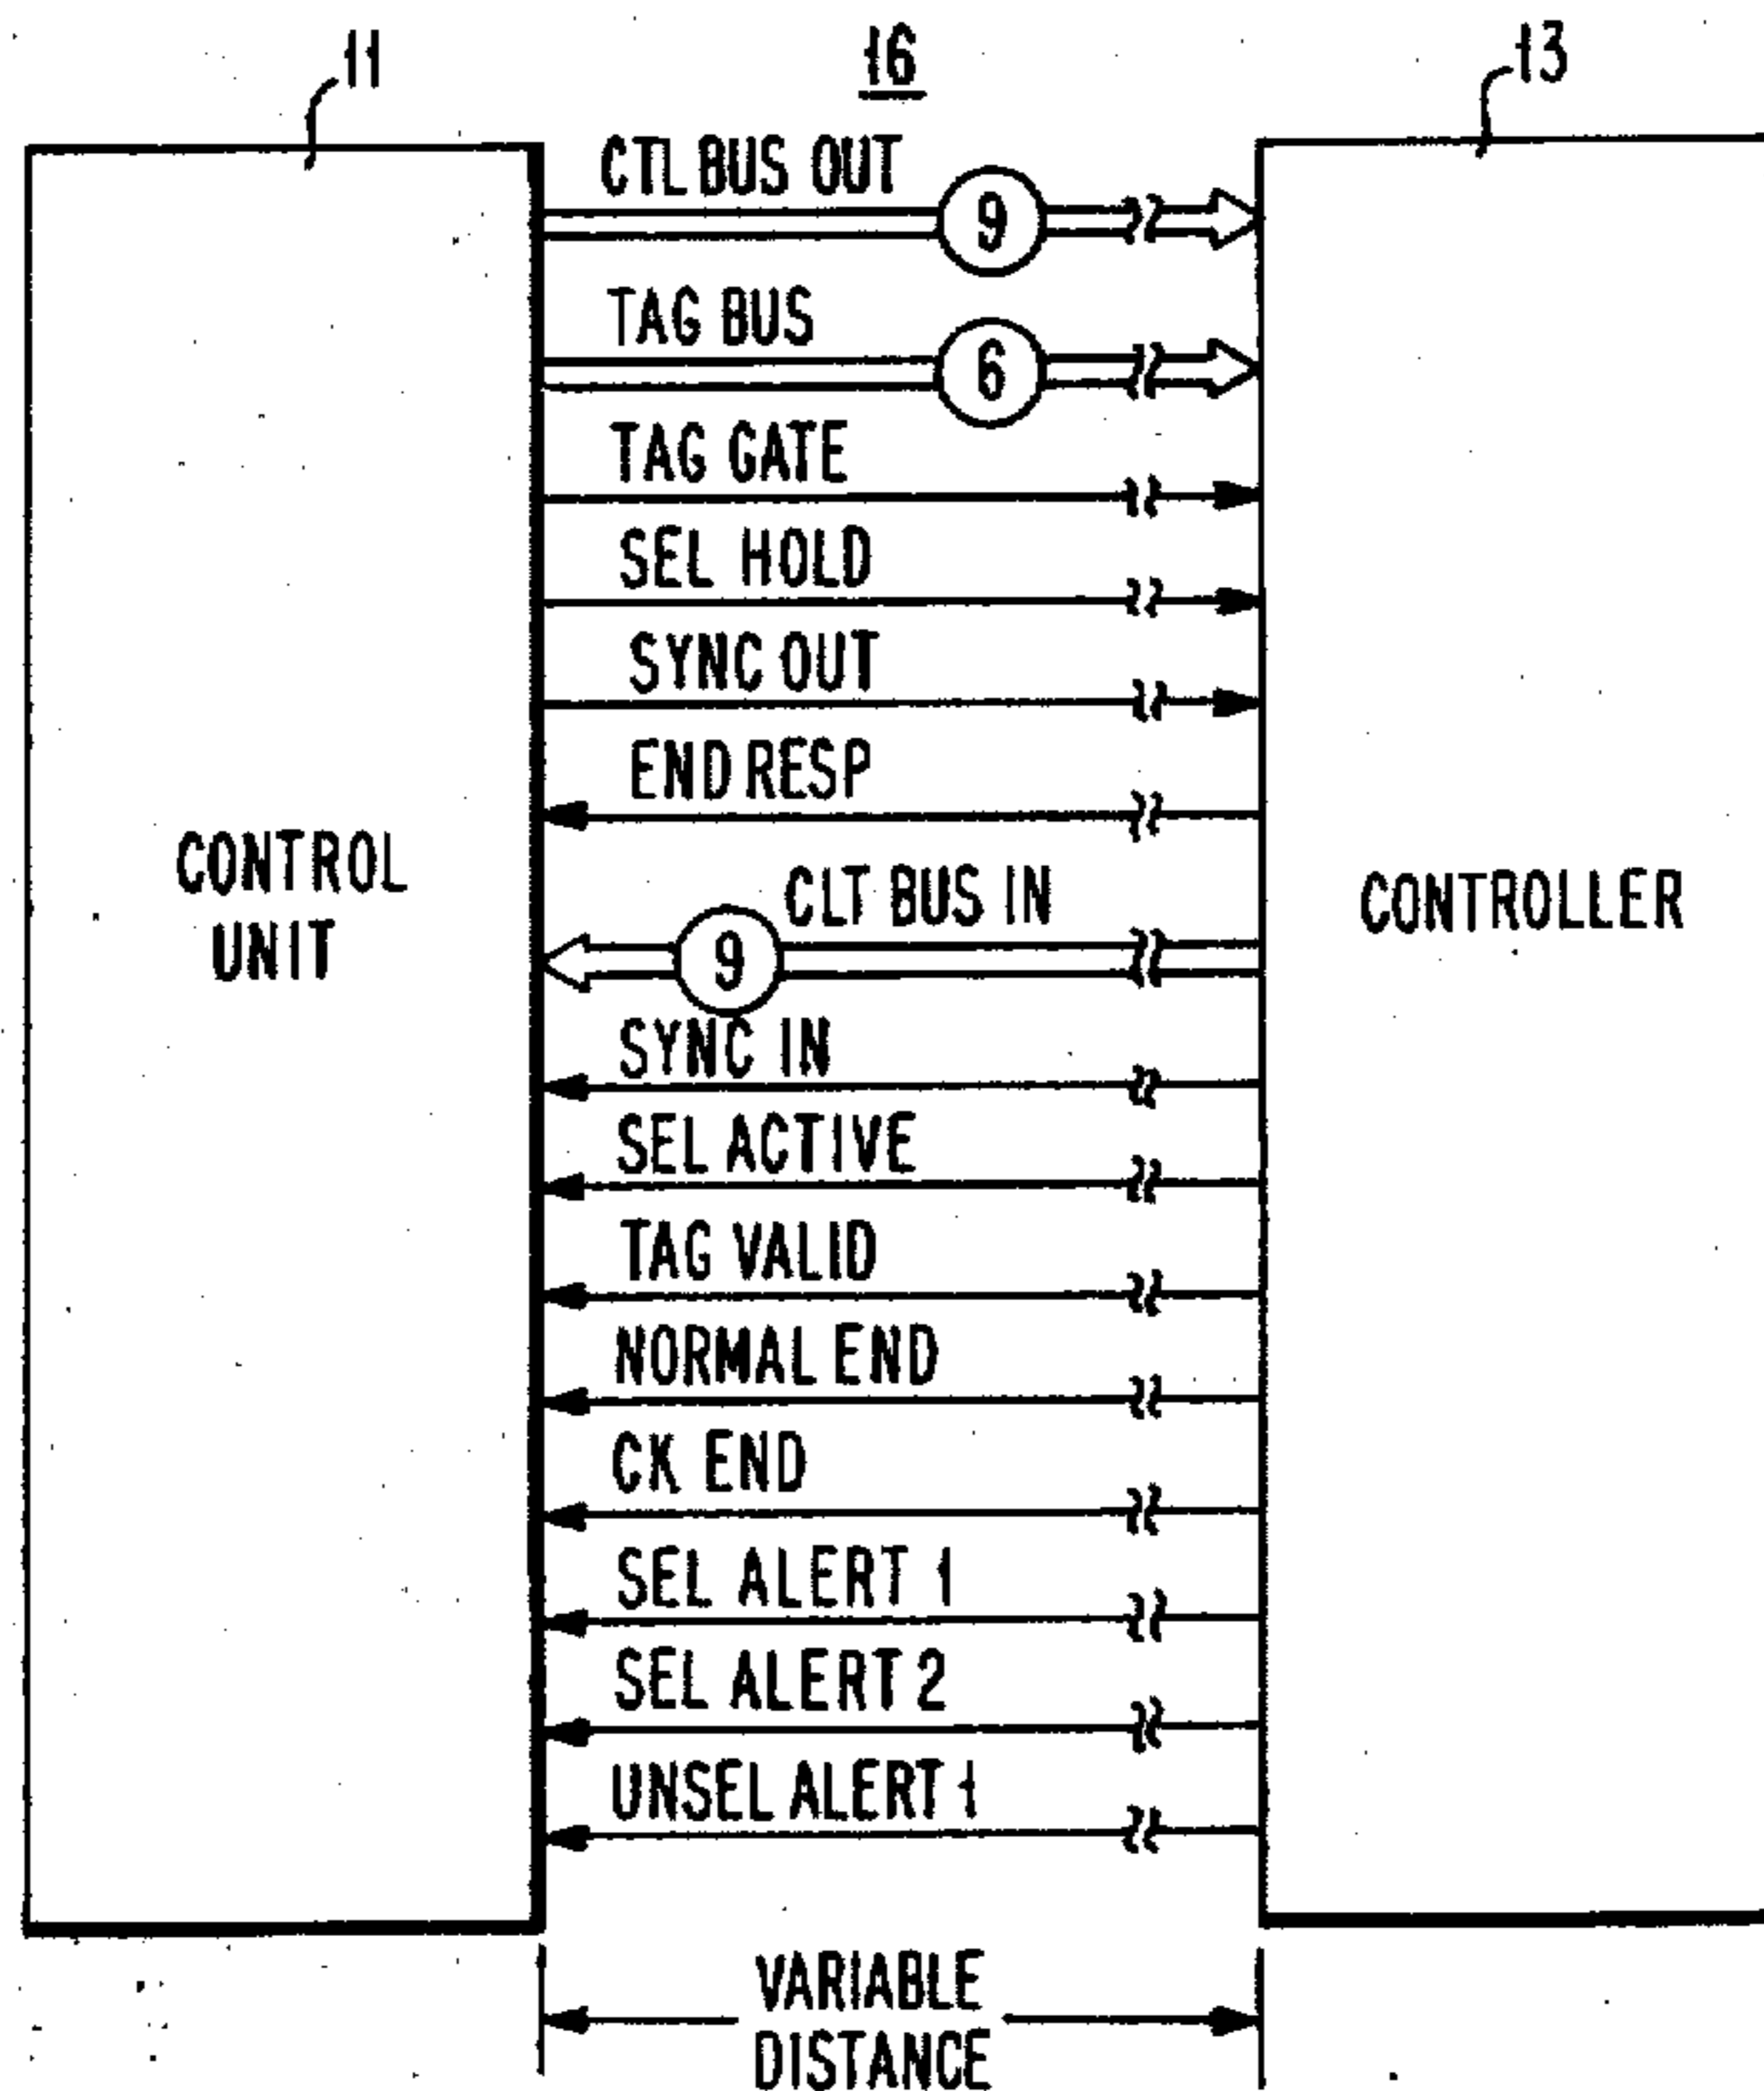 11
16
13
CTL BUS OUT
9
TAG BUS
6
TAG GATE
SEL HOLD
SYNC OUT
END RESP
CONTROL
UNIT
CLT BUS IN
9
CONTROLLER
SYNC IN
SEL ACTIVE
TAG VALID
NORMAL END
CK END
SEL ALERT 1
SEL ALERT 2
UNSEL ALERT 1
VARIABLE
DISTANCE